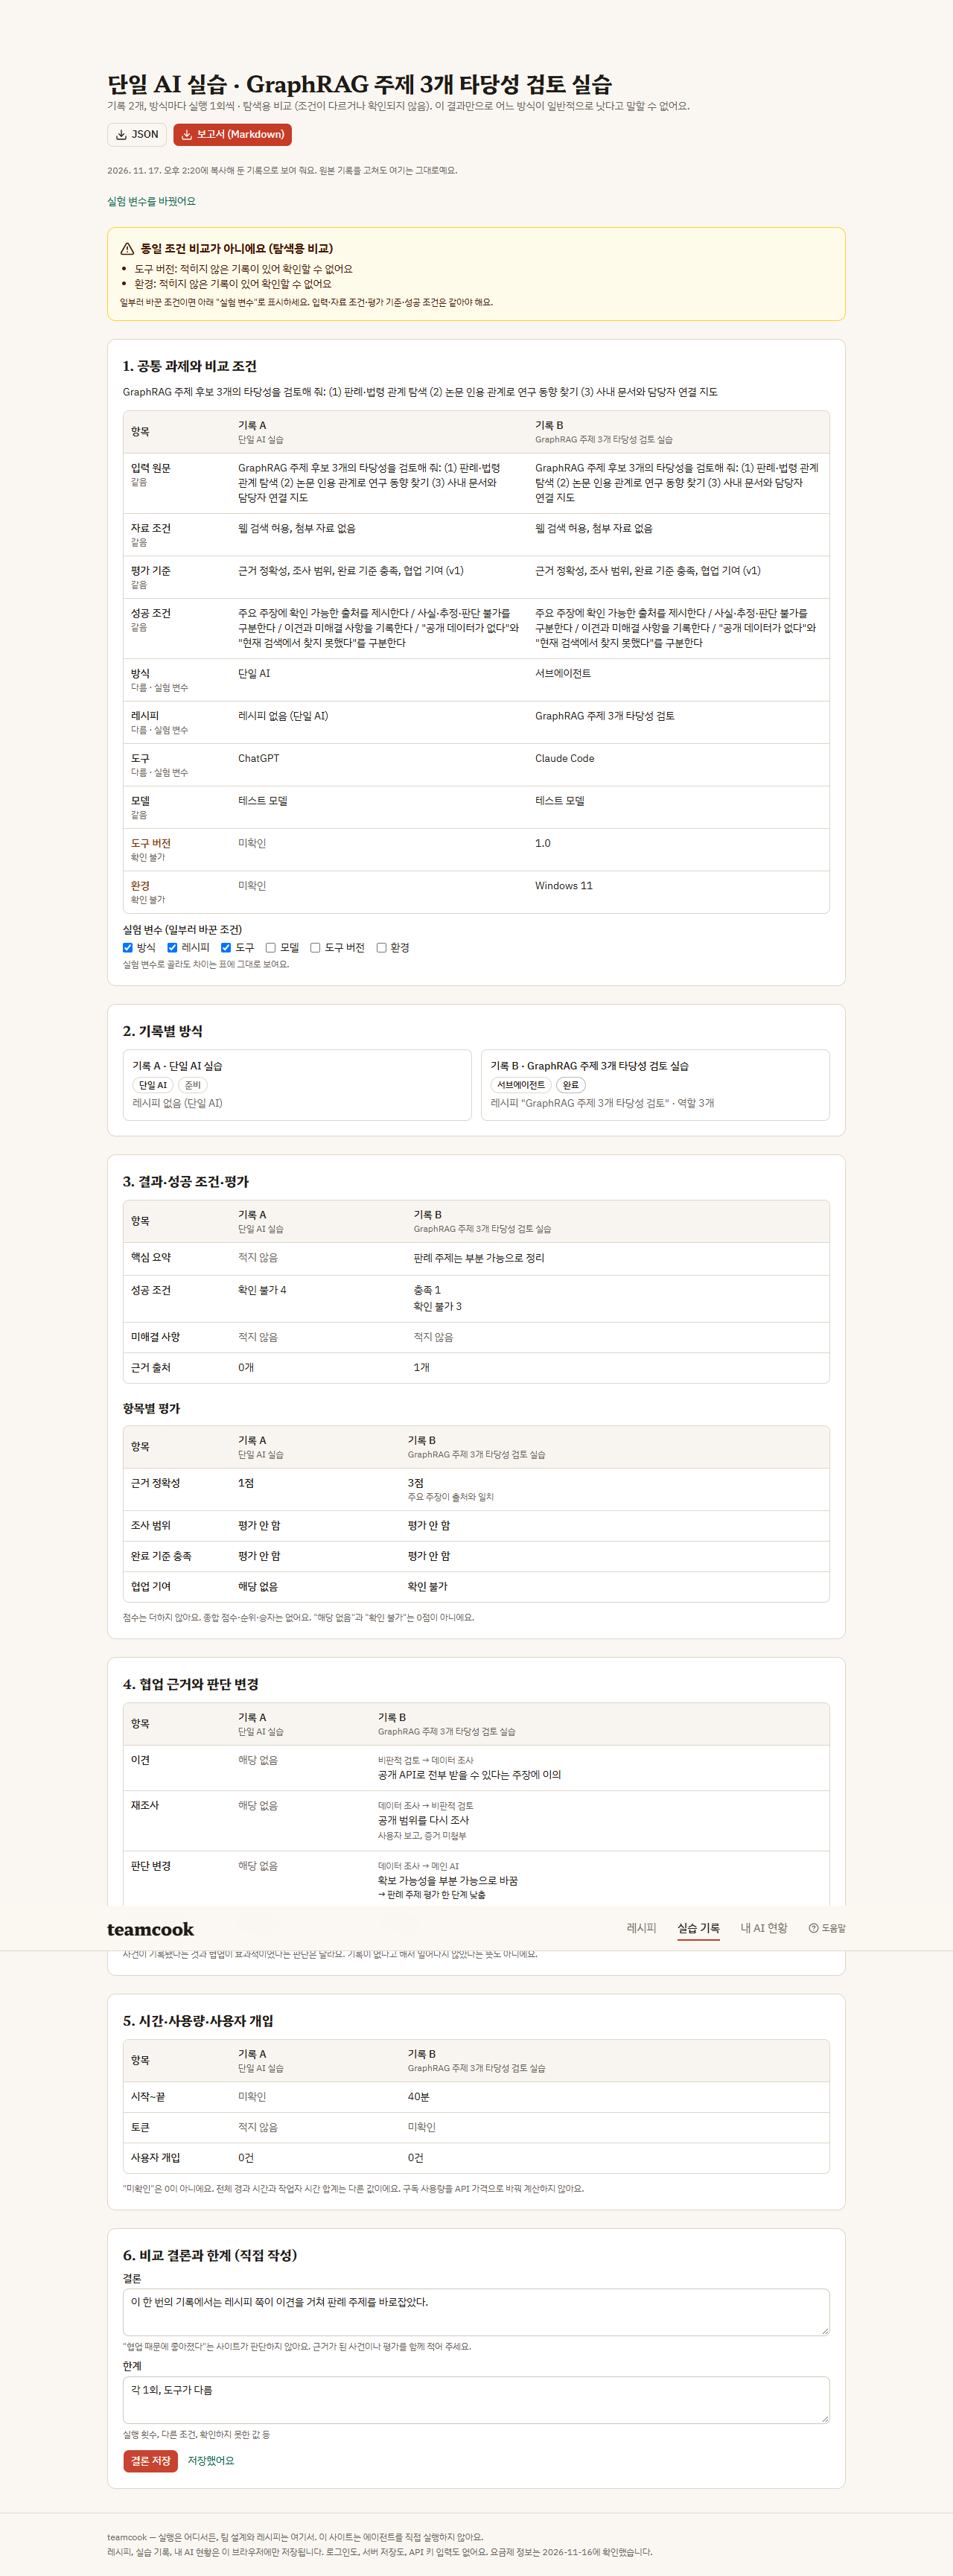 단일 AI 실습 · GraphRAG 주제 3개 타당성 검토 실습
기록 2개, 방식마다 실행 1회씩 · 탐색용 비교 (조건이 다르거나 확인되지 않음). 이 결과만으로 어느 방식이 일반적으로 낫다고 말할 수 없어요.
JSON
보고서 (Markdown)
2026. 11. 17. 오후 2:20에 복사해 둔 기록으로 보여 줘요. 원본 기록을 고쳐도 여기는 그대로예요.
실험 변수를 바꿨어요
동일 조건 비교가 아니에요 (탐색용 비교)
도구 버전: 적히지 않은 기록이 있어 확인할 수 없어요
환경: 적히지 않은 기록이 있어 확인할 수 없어요
일부러 바꾼 조건이면 아래 "실험 변수"로 표시하세요. 입력·자료 조건·평가 기준·성공 조건은 같아야 해요.
1. 공통 과제와 비교 조건
GraphRAG 주제 후보 3개의 타당성을 검토해 줘: (1) 판례·법령 관계 탐색 (2) 논문 인용 관계로 연구 동향 찾기 (3) 사내 문서와 담당자 연결 지도
항목
기록 A
단일 AI 실습
기록 B
GraphRAG 주제 3개 타당성 검토 실습
입력 원문
같음
GraphRAG 주제 후보 3개의 타당성을 검토해 줘: (1) 판례·법령
관계 탐색 (2) 논문 인용 관계로 연구 동향 찾기 (3) 사내 문서와
담당자 연결 지도
GraphRAG 주제 후보 3개의 타당성을 검토해 줘: (1) 판례·법령 관계
탐색 (2) 논문 인용 관계로 연구 동향 찾기 (3) 사내 문서와 담당자
연결 지도
자료 조건
같음
웹 검색 허용, 첨부 자료 없음
웹 검색 허용, 첨부 자료 없음
평가 기준
같음
근거 정확성, 조사 범위, 완료 기준 충족, 협업 기여 (v1)
근거 정확성, 조사 범위, 완료 기준 충족, 협업 기여 (v1)
성공 조건
같음
주요 주장에 확인 가능한 출처를 제시한다 / 사실·추정·판단 불가를
구분한다 / 이견과 미해결 사항을 기록한다 / "공개 데이터가 없다"와
"현재 검색에서 찾지 못했다"를 구분한다
주요 주장에 확인 가능한 출처를 제시한다 / 사실·추정·판단 불가를
구분한다 / 이견과 미해결 사항을 기록한다 / "공개 데이터가 없다"와
"현재 검색에서 찾지 못했다"를 구분한다
방식
다름 · 실험 변수
단일 AI
서브에이전트
레시피
다름 · 실험 변수
레시피 없음 (단일 AI)
GraphRAG 주제 3개 타당성 검토
도구
다름 · 실험 변수
ChatGPT
Claude Code
모델
같음
테스트 모델
테스트 모델
도구 버전
확인 불가
미확인
1.0
환경
확인 불가
미확인
Windows 11
실험 변수 (일부러 바꾼 조건)
방식 레시피 도구 모델 도구 버전 환경
실험 변수로 골라도 차이는 표에 그대로 보여요.
2. 기록별 방식
기록 A · 단일 AI 실습
단일 AI 준비
레시피 없음 (단일 AI)
기록 B · GraphRAG 주제 3개 타당성 검토 실습
서브에이전트 완료
레시피 "GraphRAG 주제 3개 타당성 검토" · 역할 3개
3. 결과·성공 조건·평가
항목
기록 A
단일 AI 실습
기록 B
GraphRAG 주제 3개 타당성 검토 실습
핵심 요약
적지 않음
판례 주제는 부분 가능으로 정리
성공 조건
확인 불가 4
충족 1
확인 불가 3
미해결 사항
적지 않음
적지 않음
근거 출처
0개
1개
항목별 평가
항목
기록 A
단일 AI 실습
기록 B
GraphRAG 주제 3개 타당성 검토 실습
근거 정확성
1점
3점
주요 주장이 출처와 일치
조사 범위
평가 안 함
평가 안 함
완료 기준 충족
평가 안 함
평가 안 함
협업 기여
해당 없음
확인 불가
점수는 더하지 않아요. 종합 점수·순위·승자는 없어요. "해당 없음"과 "확인 불가"는 0점이 아니에요.
4. 협업 근거와 판단 변경
항목
기록 A
단일 AI 실습
기록 B
GraphRAG 주제 3개 타당성 검토 실습
이견
해당 없음
비판적 검토 → 데이터 조사
공개 API로 전부 받을 수 있다는 주장에 이의
재조사
해당 없음
데이터 조사 → 비판적 검토
공개 범위를 다시 조사
사용자 보고, 증거 미첨부
판단 변경
해당 없음
데이터 조사 → 메인 AI
확보 가능성을 부분 가능으로 바꿈
→ 판례 주제 평가 한 단계 낮춤
teamcook
레시피
실습 기록
내 AI 현황
도움말
사건이 기록됐다는 것과 협업이 효과적이었다는 판단은 달라요. 기록이 없다고 해서 일어나지 않았다는 뜻도 아니에요.
5. 시간·사용량·사용자 개입
항목
기록 A
단일 AI 실습
기록 B
GraphRAG 주제 3개 타당성 검토 실습
시작~끝
미확인
40분
토큰
적지 않음
미확인
사용자 개입
0건
0건
"미확인"은 0이 아니에요. 전체 경과 시간과 작업자 시간 합계는 다른 값이에요. 구독 사용량을 API 가격으로 바꿔 계산하지 않아요.
6. 비교 결론과 한계 (직접 작성)
결론
이 한 번의 기록에서는 레시피 쪽이 이견을 거쳐 판례 주제를 바로잡았다.
"협업 때문에 좋아졌다"는 사이트가 판단하지 않아요. 근거가 된 사건이나 평가를 함께 적어 주세요.
한계
각 1회, 도구가 다름
실행 횟수, 다른 조건, 확인하지 못한 값 등
결론 저장
저장했어요
teamcook — 실행은 어디서든, 팀 설계와 레시피는 여기서. 이 사이트는 에이전트를 직접 실행하지 않아요.
레시피, 실습 기록, 내 AI 현황은 이 브라우저에만 저장됩니다. 로그인도, 서버 저장도, API 키 입력도 없어요. 요금제 정보는 2026-11-16에 확인했습니다.